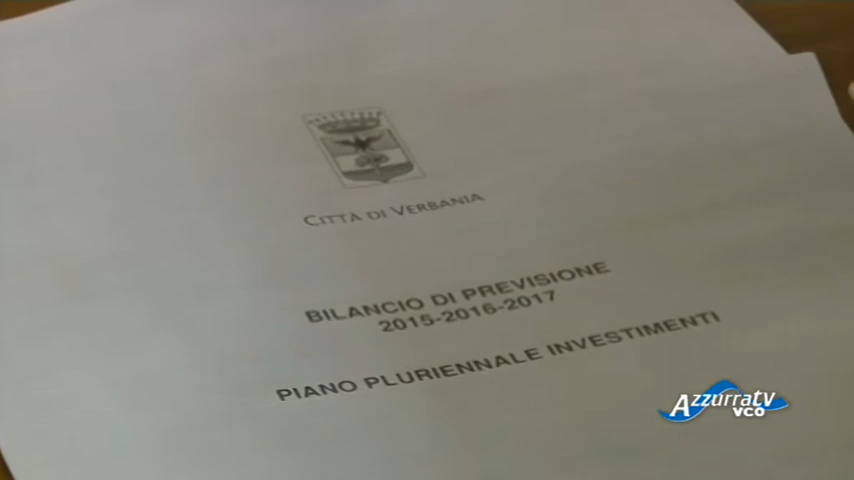 CITTÀ DI VERBANIA
BILANCIO DI PREVISIONE
2015-2016-2017
PIANO PLURIENNALE INVESTIMENTI
Azzurratv
VCO